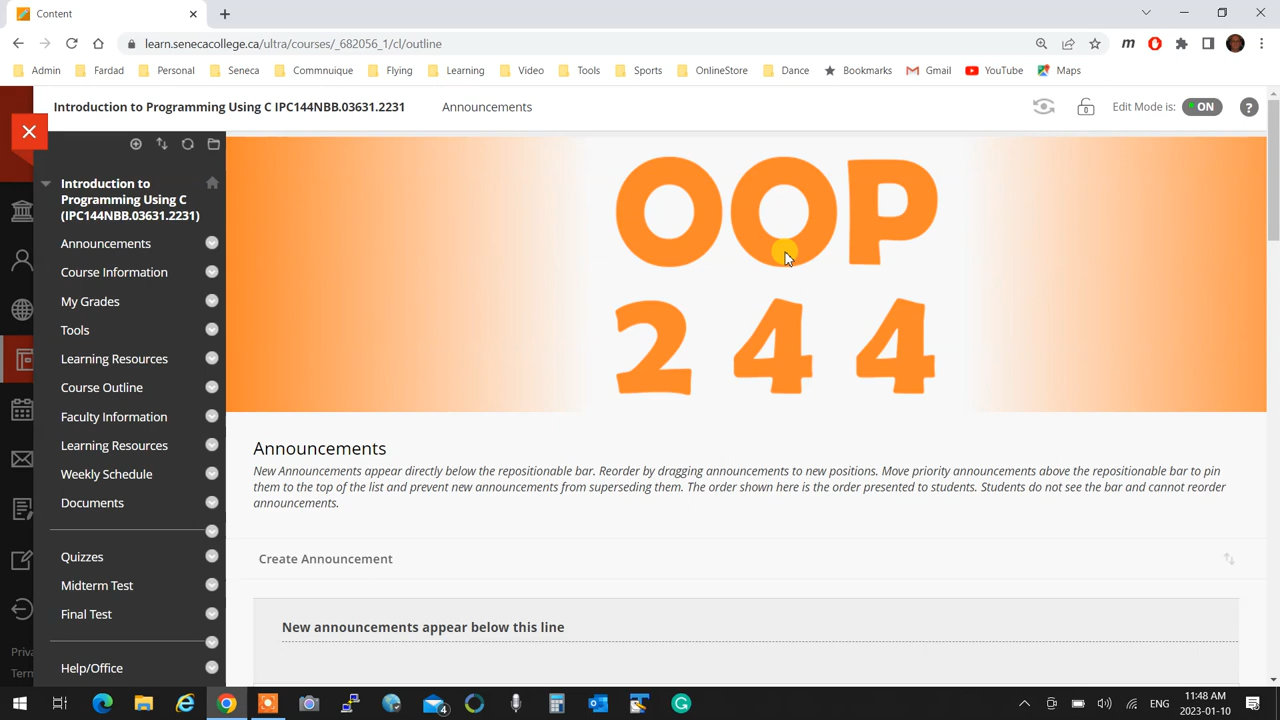 Content
learn.senecacollege.ca/ultra/courses/_682056_1/cl/outline
Admin
Fardad
Personal
Seneca
Commnuique
Flying
Learning
Video
Tools
Sports
OnlineStore
Dance
Bookmarks
Gmail
YouTube
Maps
Introduction to Programming Using C IPC144NBB.03631.2231
Announcements
0
Edit Mode is:
ON
?
Introduction to
Programming Using C
(IPC144NBB.03631.2231)
Announcements
Course Information
My Grades
Tools
Learning Resources
Course Outline
Faculty Information
Learning Resources
Weekly Schedule
Documents
Quizzes
Midterm Test
Final Test
Help/Office
Priva
Term
OOP
244
Announcements
New Announcements appear directly below the repositionable bar. Reorder by dragging announcements to new positions. Move priority announcements above the repositionable bar to pin
them to the top of the list and prevent new announcements from superseding them. The order shown here is the order presented to students. Students do not see the bar and cannot reorder
announcements.
Create Announcement
New announcements appear below this line
4
ENG
11:48 AM
2023-01-10